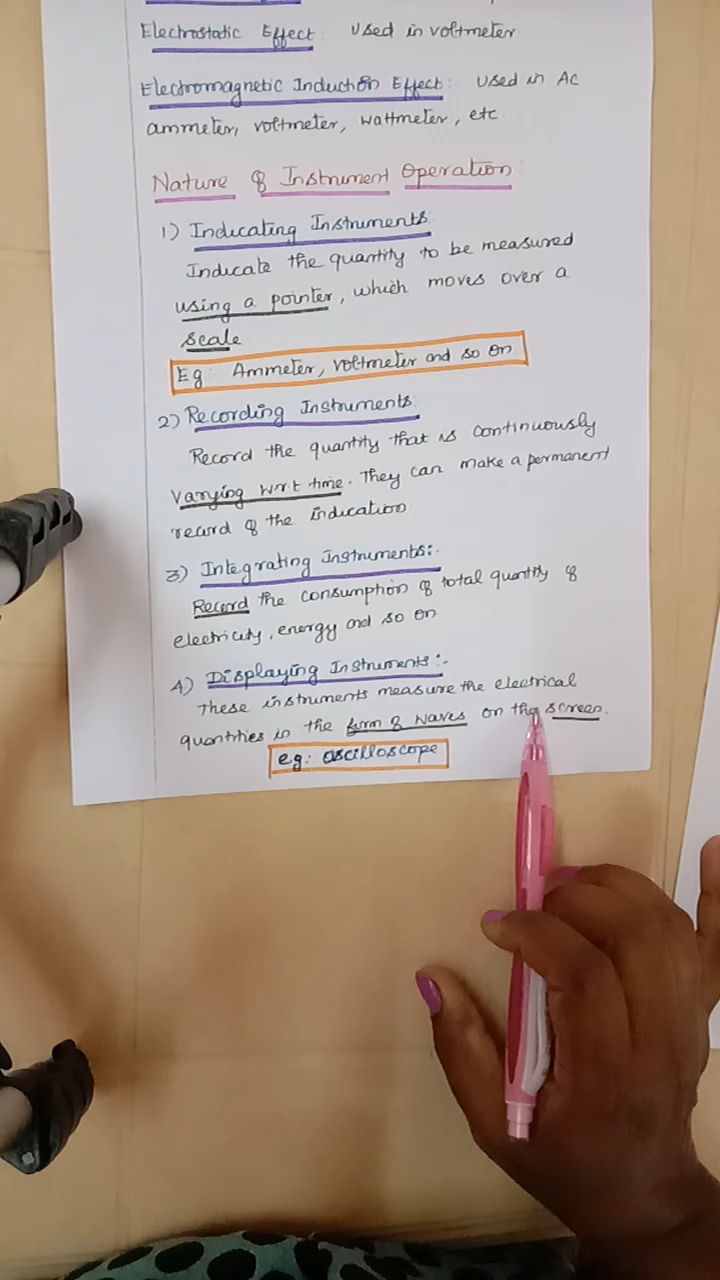 Electrostatic Effect: Used in voltmeter
Electromagnetic Induction Effect: Used in AC
ammeter, voltmeter, wattmeter, etc
Nature of Instrument Operation:
1) Indicating Instruments:
Indicate the quantity to be measured
using a pointer, which moves over a
scale
Eg: Ammeter, voltmeter and so on
2) Recording Instruments:
Record the quantity that is continuously
varying w.r.t time. They can make a permanent
record of the indication
3) Integrating Instruments:-
Record the consumption of total quantity of
electricity, energy and so on
4) Displaying Instruments:-
These instruments measure the electrical
quantities in the form of waves on the screen.
e.g: oscilloscope